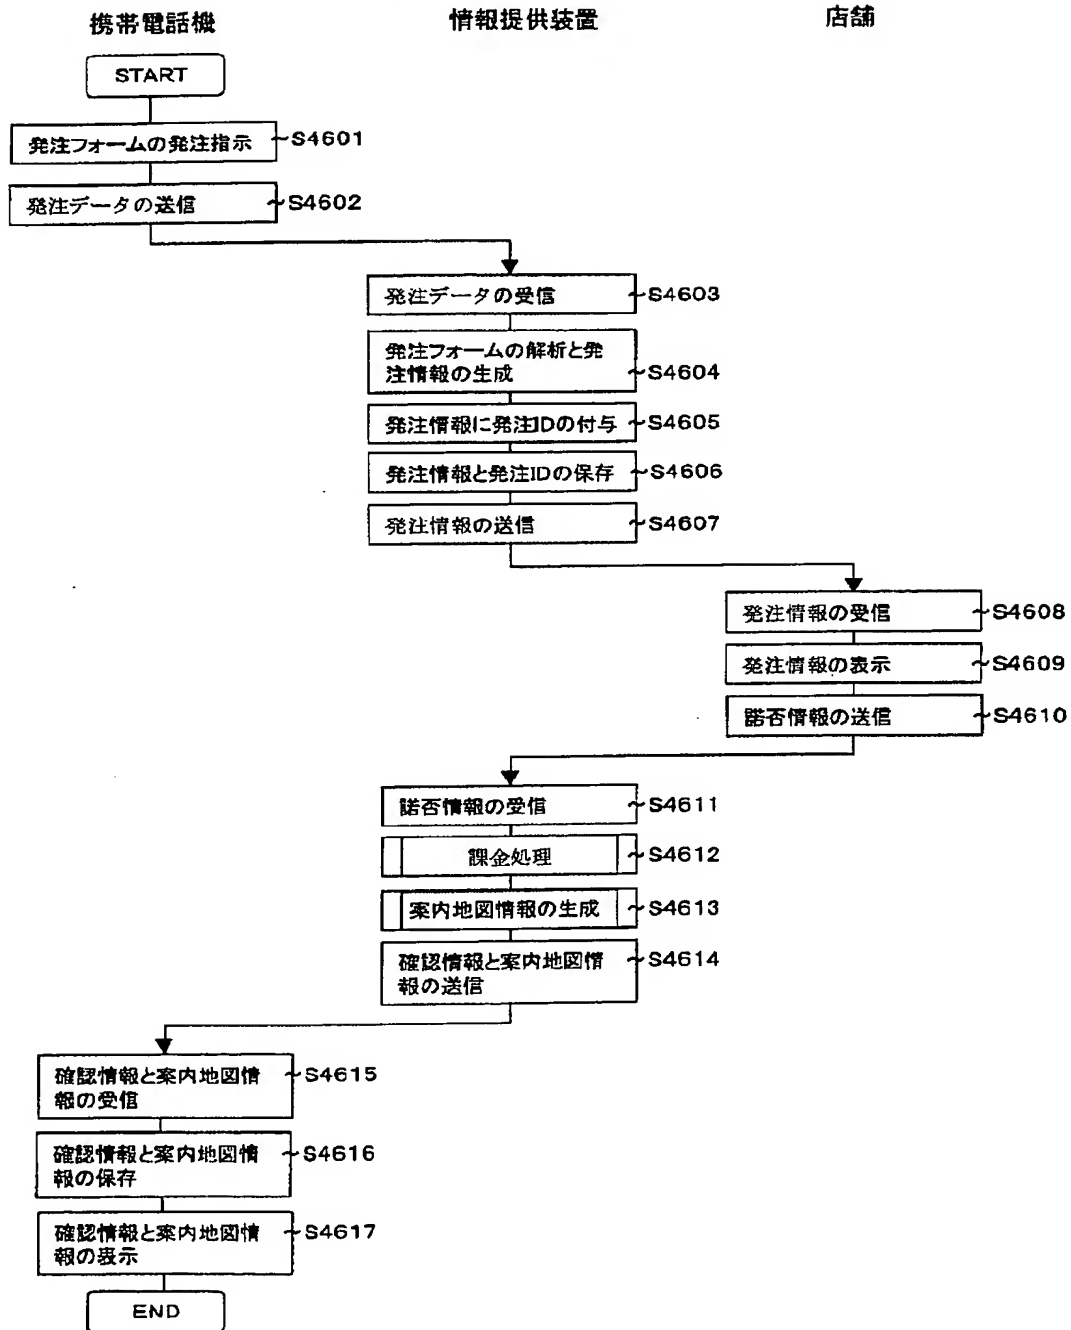 携帯電話機
情報提供装置
店舗
START
発注フォームの発注指示
S4601
発注データの送信
S4602
発注データの受信
S4603
発注フォームの解析と発
注情報の生成
S4604
発注情報に発注IDの付与
S4605
発注情報と発注IDの保存
S4606
発注情報の送信
S4607
発注情報の受信
S4608
発注情報の表示
S4609
諾否情報の送信
S4610
諾否情報の受信
S4611
課金処理
S4612
案内地図情報の生成
S4613
確認情報と案内地図情
報の送信
S4614
確認情報と案内地図情
報の受信
S4615
確認情報と案内地図情
報の保存
S4616
確認情報と案内地図情
報の表示
S4617
END